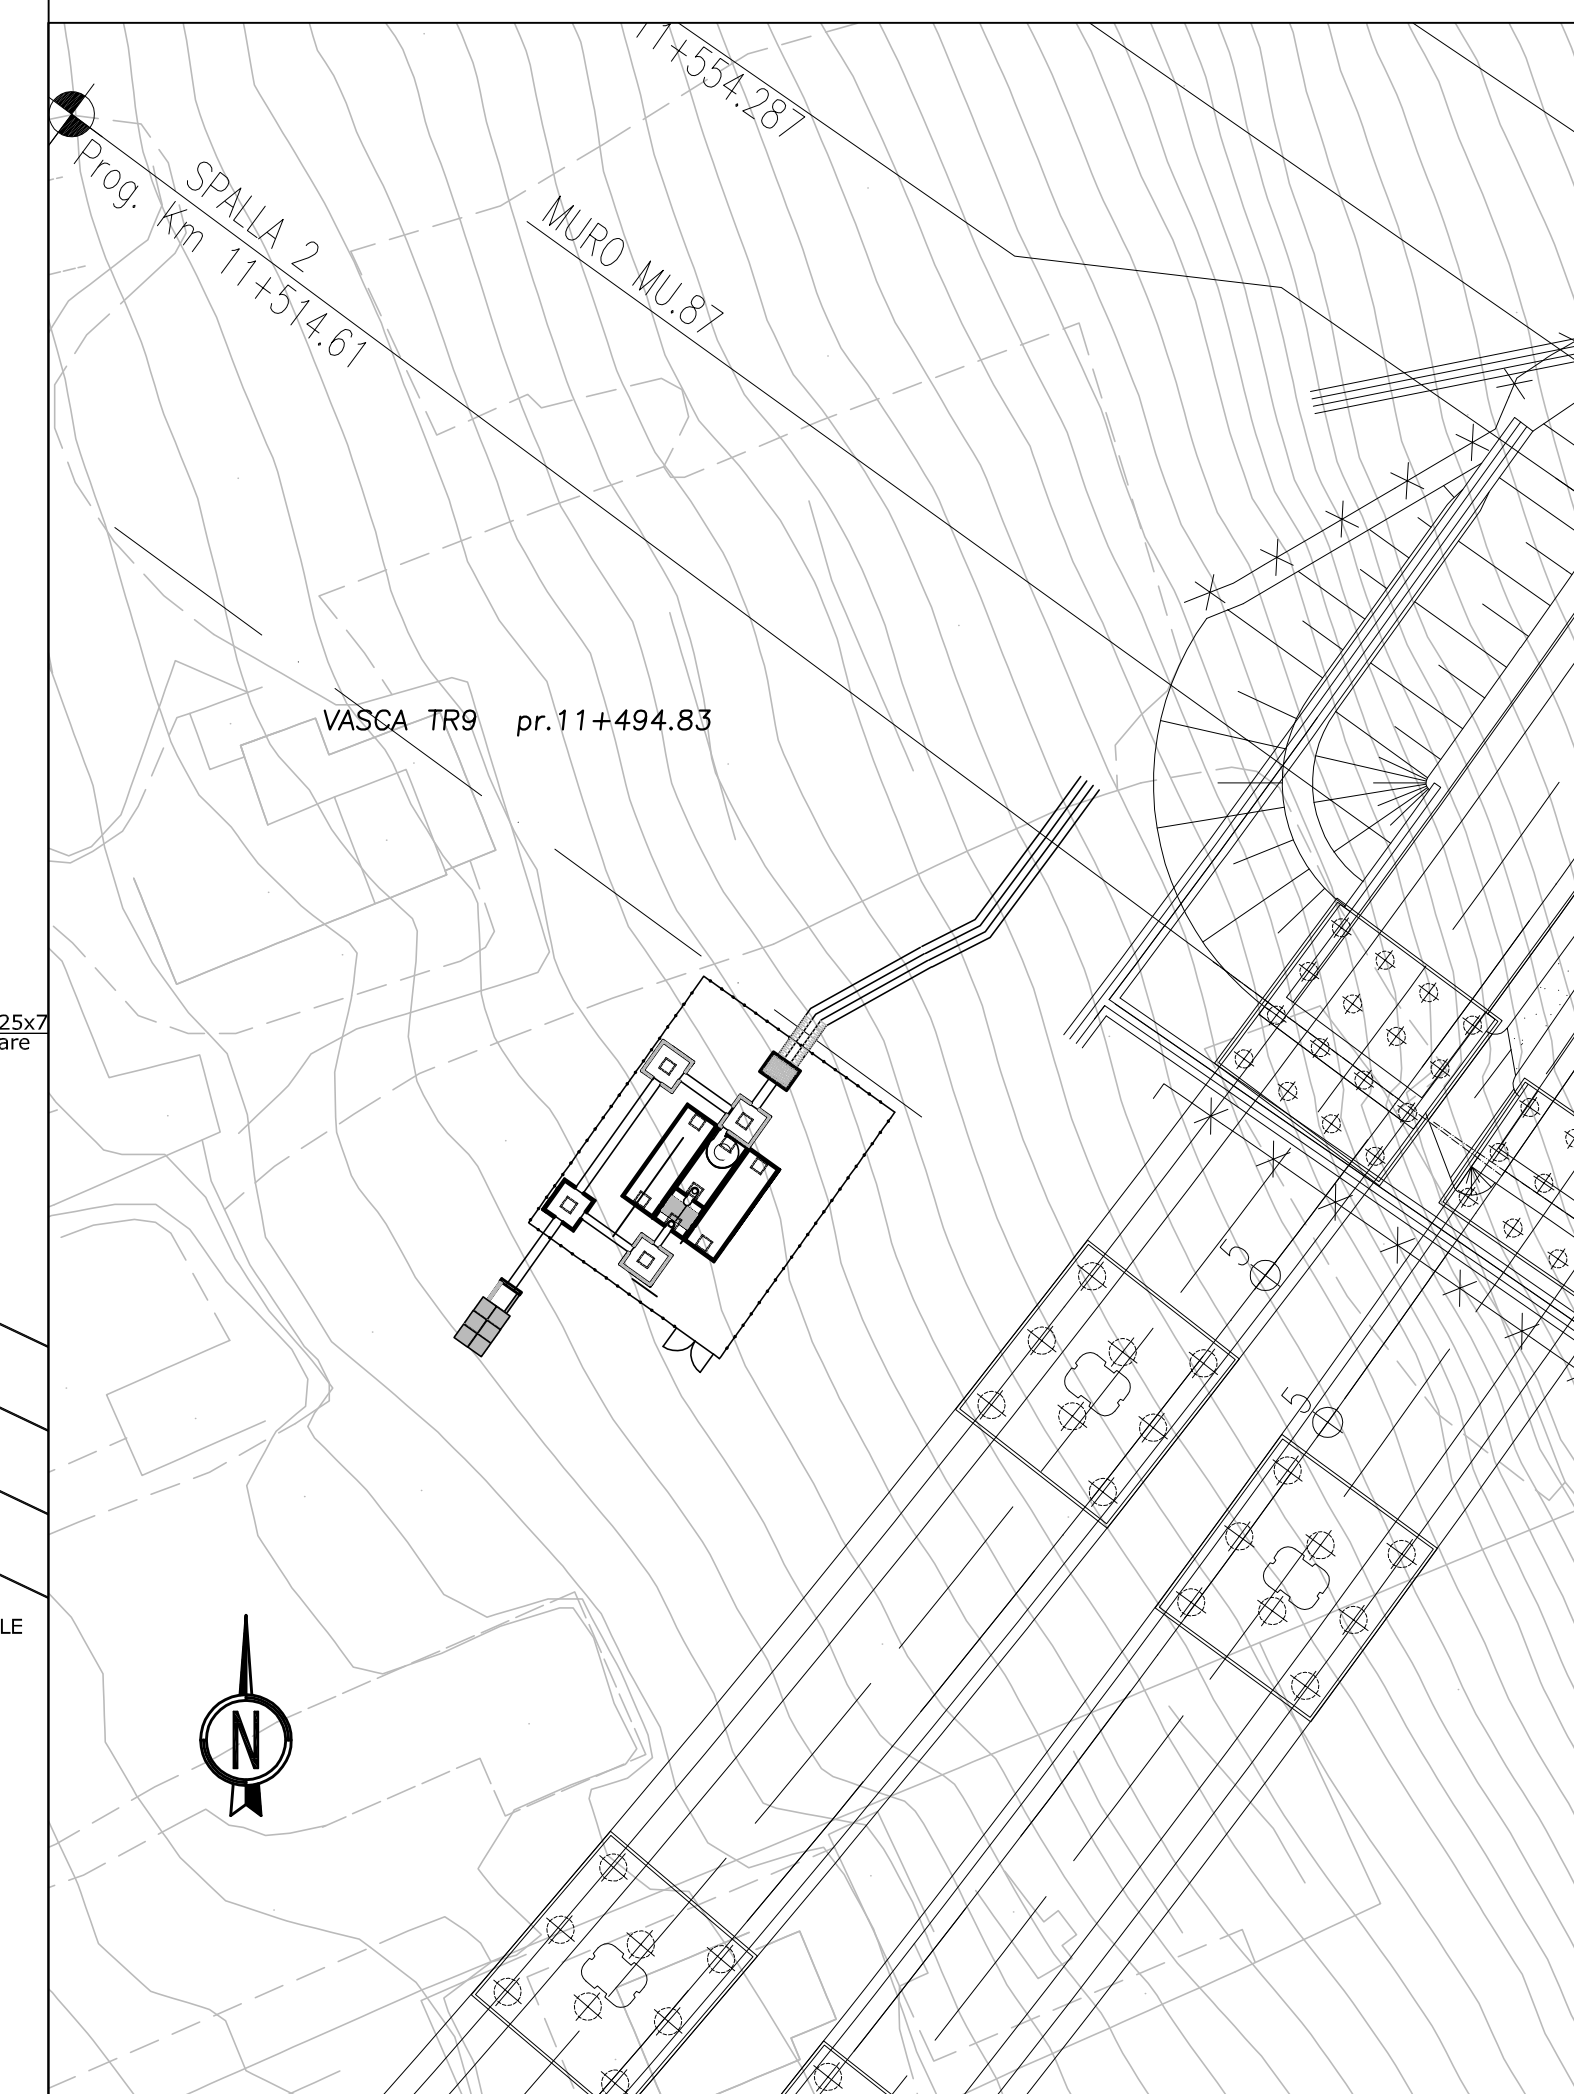 11+554.287
SPALLA 2
Prog. Km 11+514.61
MURO MU.87
VASCA TR9 pr.11+494.83
25x7
are
5
5
LE
N